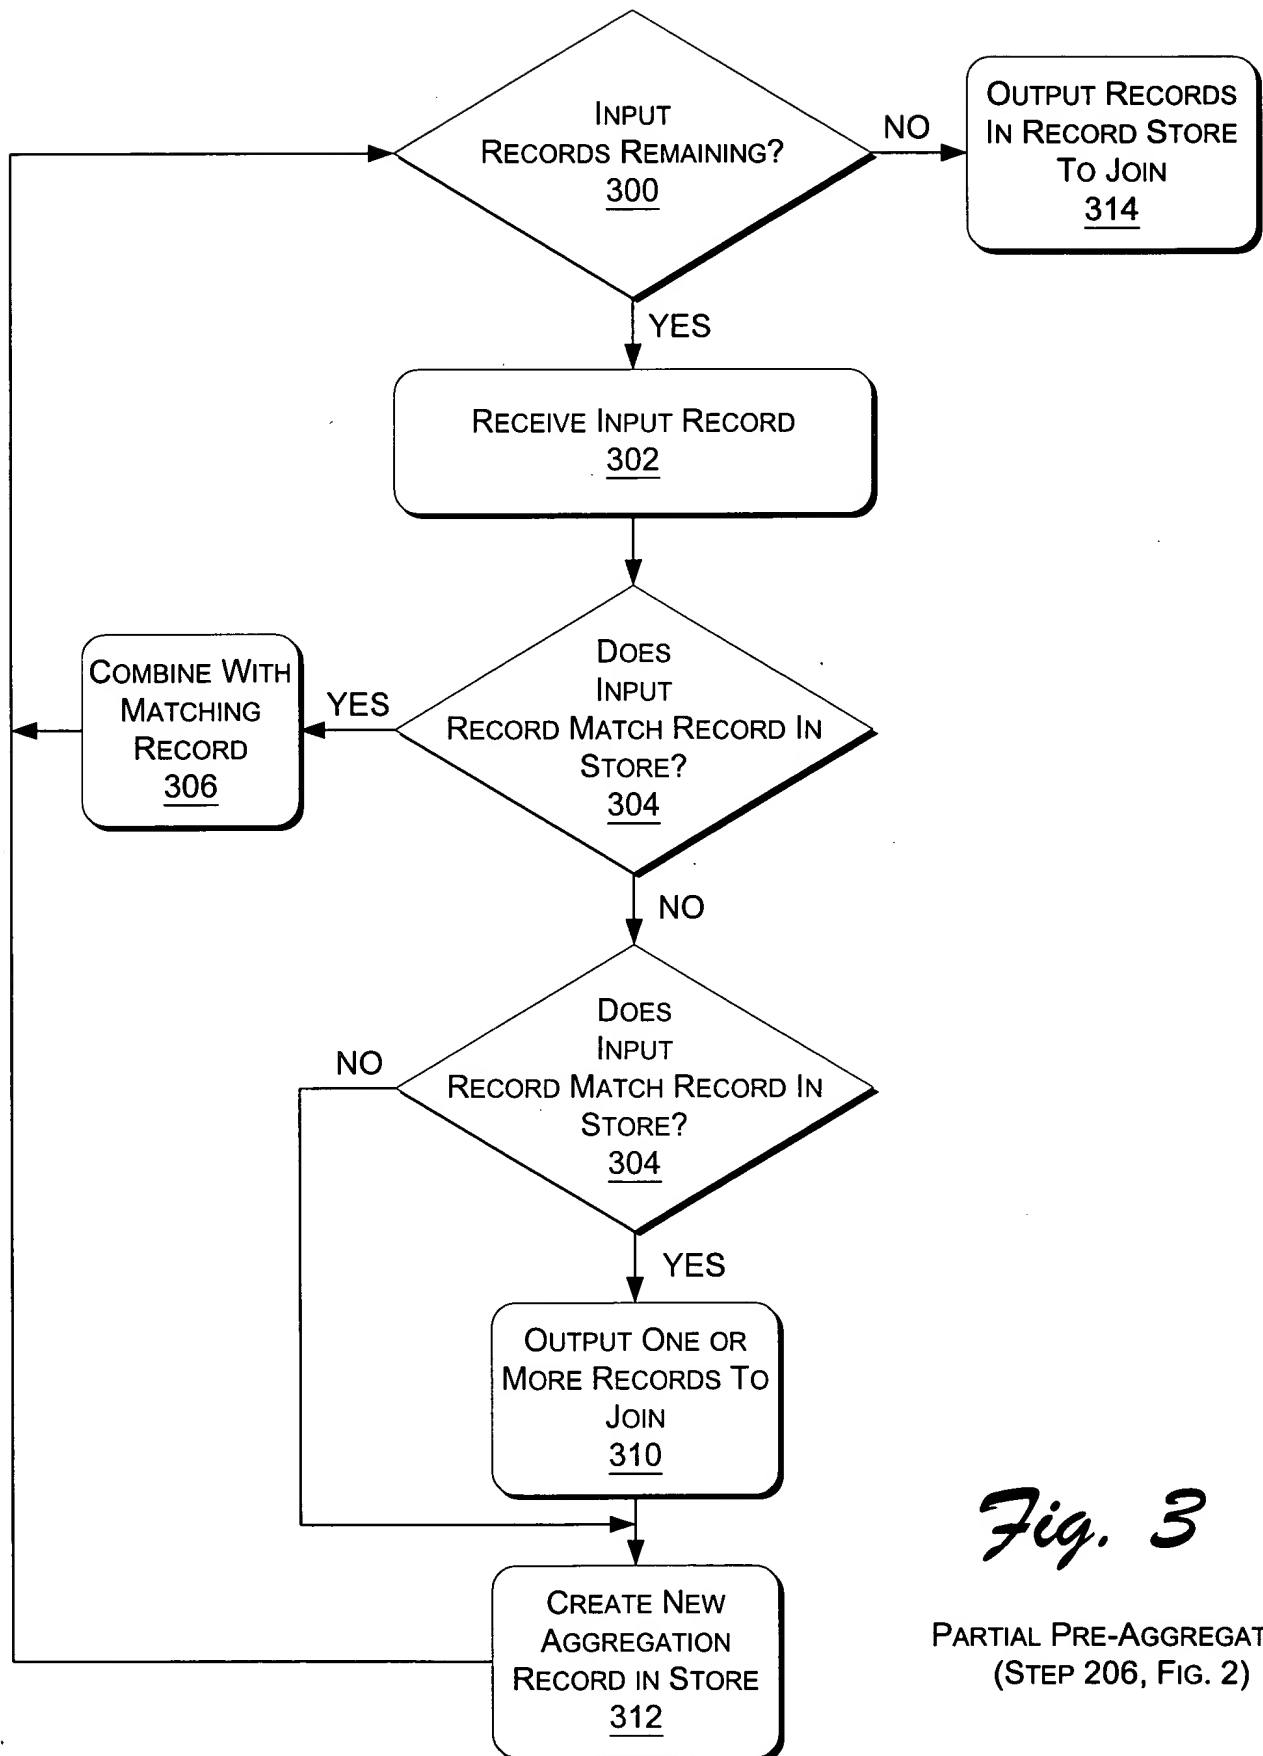 INPUT
RECORDS REMAINING?
300
NO
OUTPUT RECORDS
IN RECORD STORE
TO JOIN
314
YES
RECEIVE INPUT RECORD
302
DOES
INPUT
RECORD MATCH RECORD IN
STORE?
304
YES
COMBINE WITH
MATCHING
RECORD
306
NO
DOES
INPUT
RECORD MATCH RECORD IN
STORE?
304
NO
YES
OUTPUT ONE OR
MORE RECORDS TO
JOIN
310
CREATE NEW
AGGREGATION
RECORD IN STORE
312
Fig. 3
PARTIAL PRE-AGGREGAT
(STEP 206, FIG. 2)